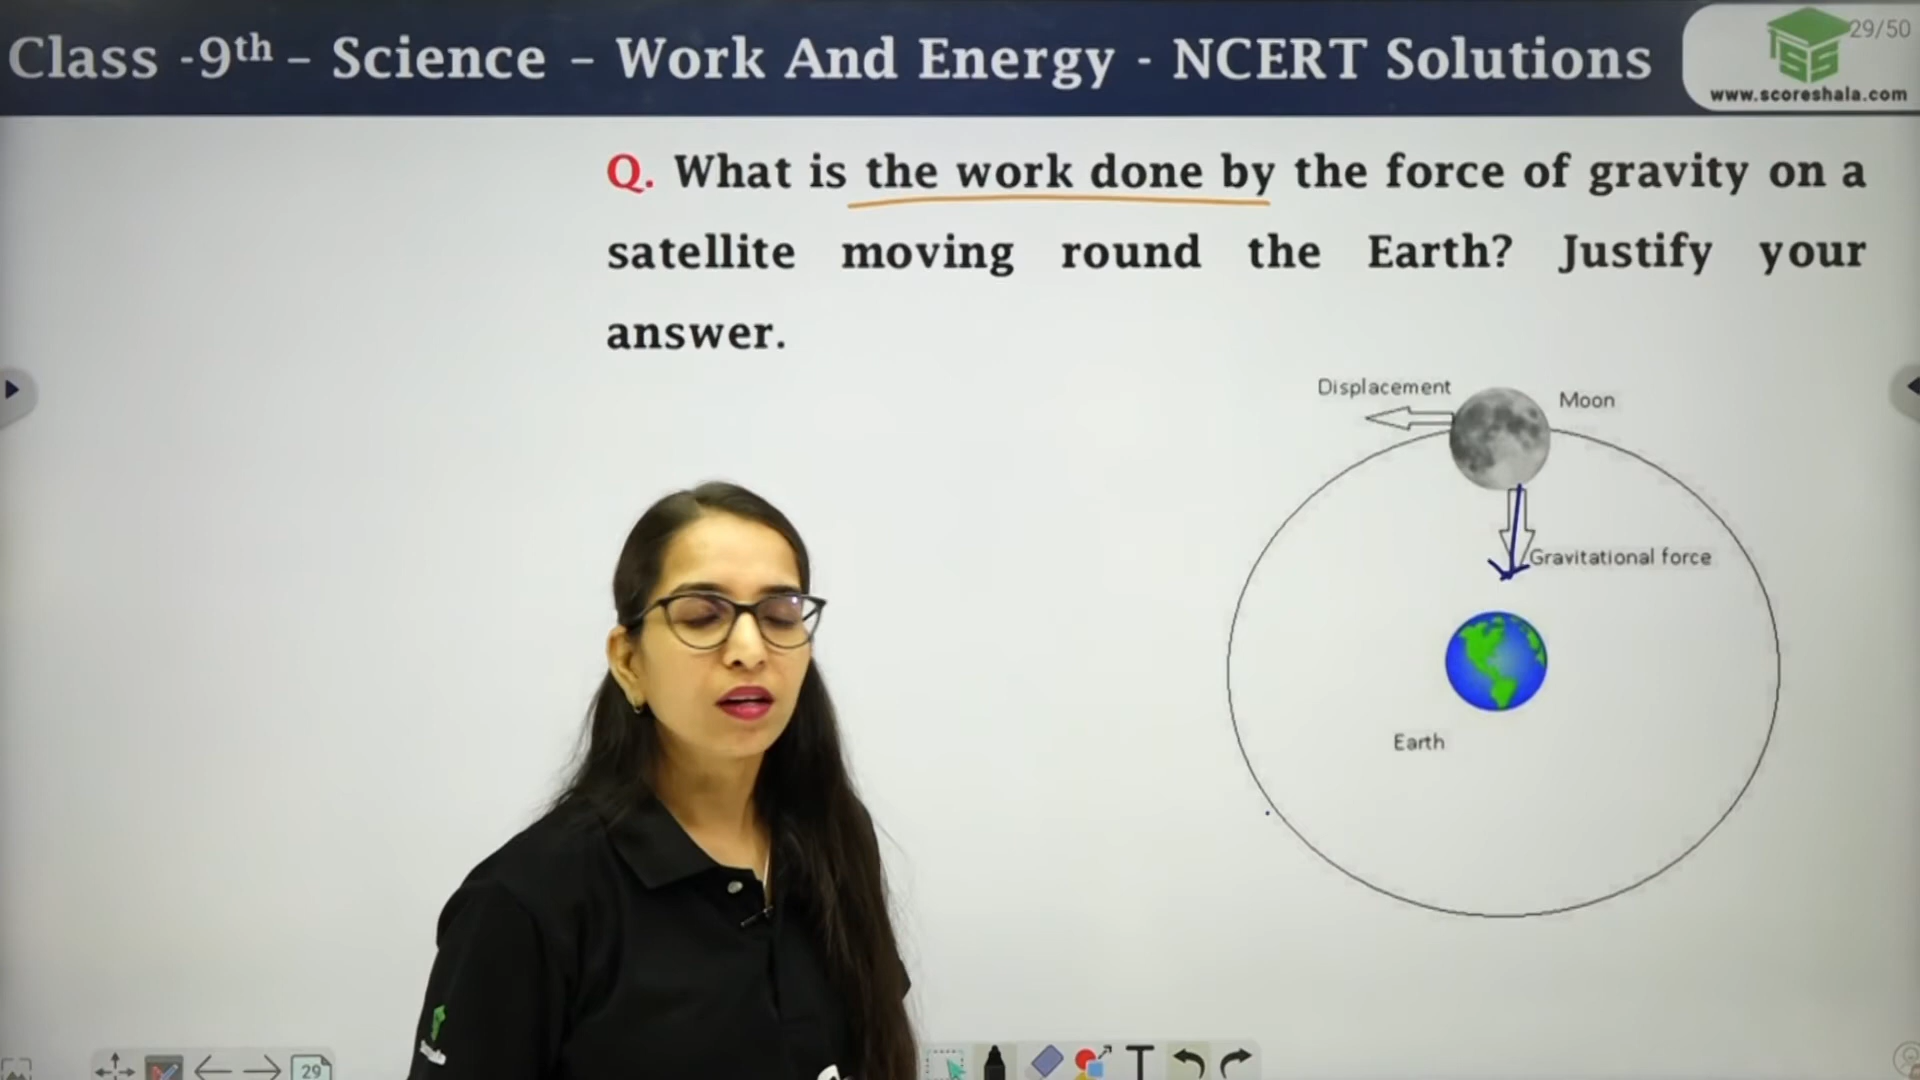 Class -9th – Science – Work And Energy - NCERT Solutions
29/50
www.scoreshala.com
Q. What is the work done by the force of gravity on a
satellite moving round the Earth? Justify your
answer.
Displacement
Moon
Gravitational force
Earth
29
T